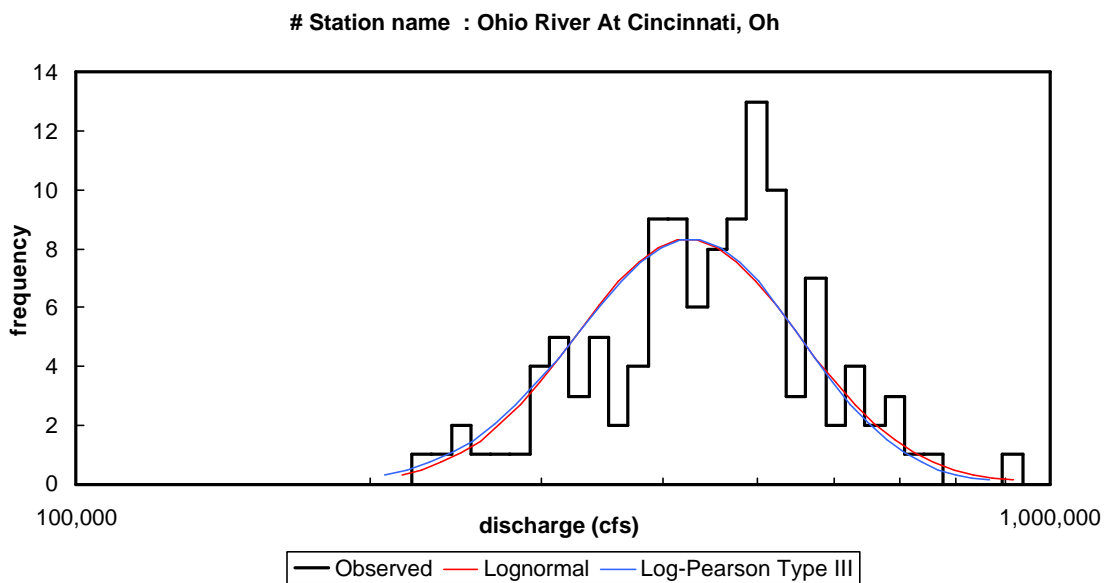 # Station name : Ohio River At Cincinnati, Oh
14
12
10
8
6
4
2
0
frequency
100,000
1,000,000
discharge (cfs)
Observed Lognormal Log-Pearson Type III